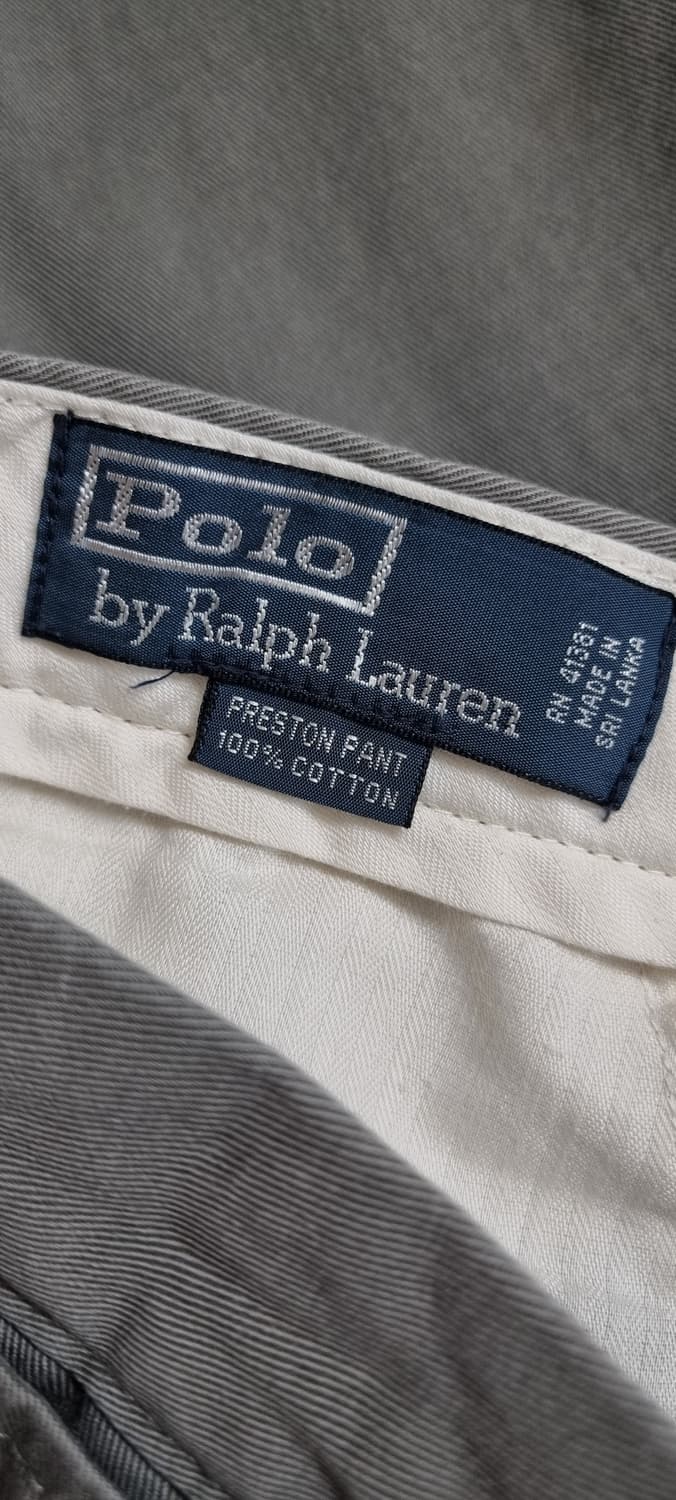 Polo
by Ralph Lauren
RN 41381
MADE IN
SRI LANKA
PRESTON PANT
100% COTTON